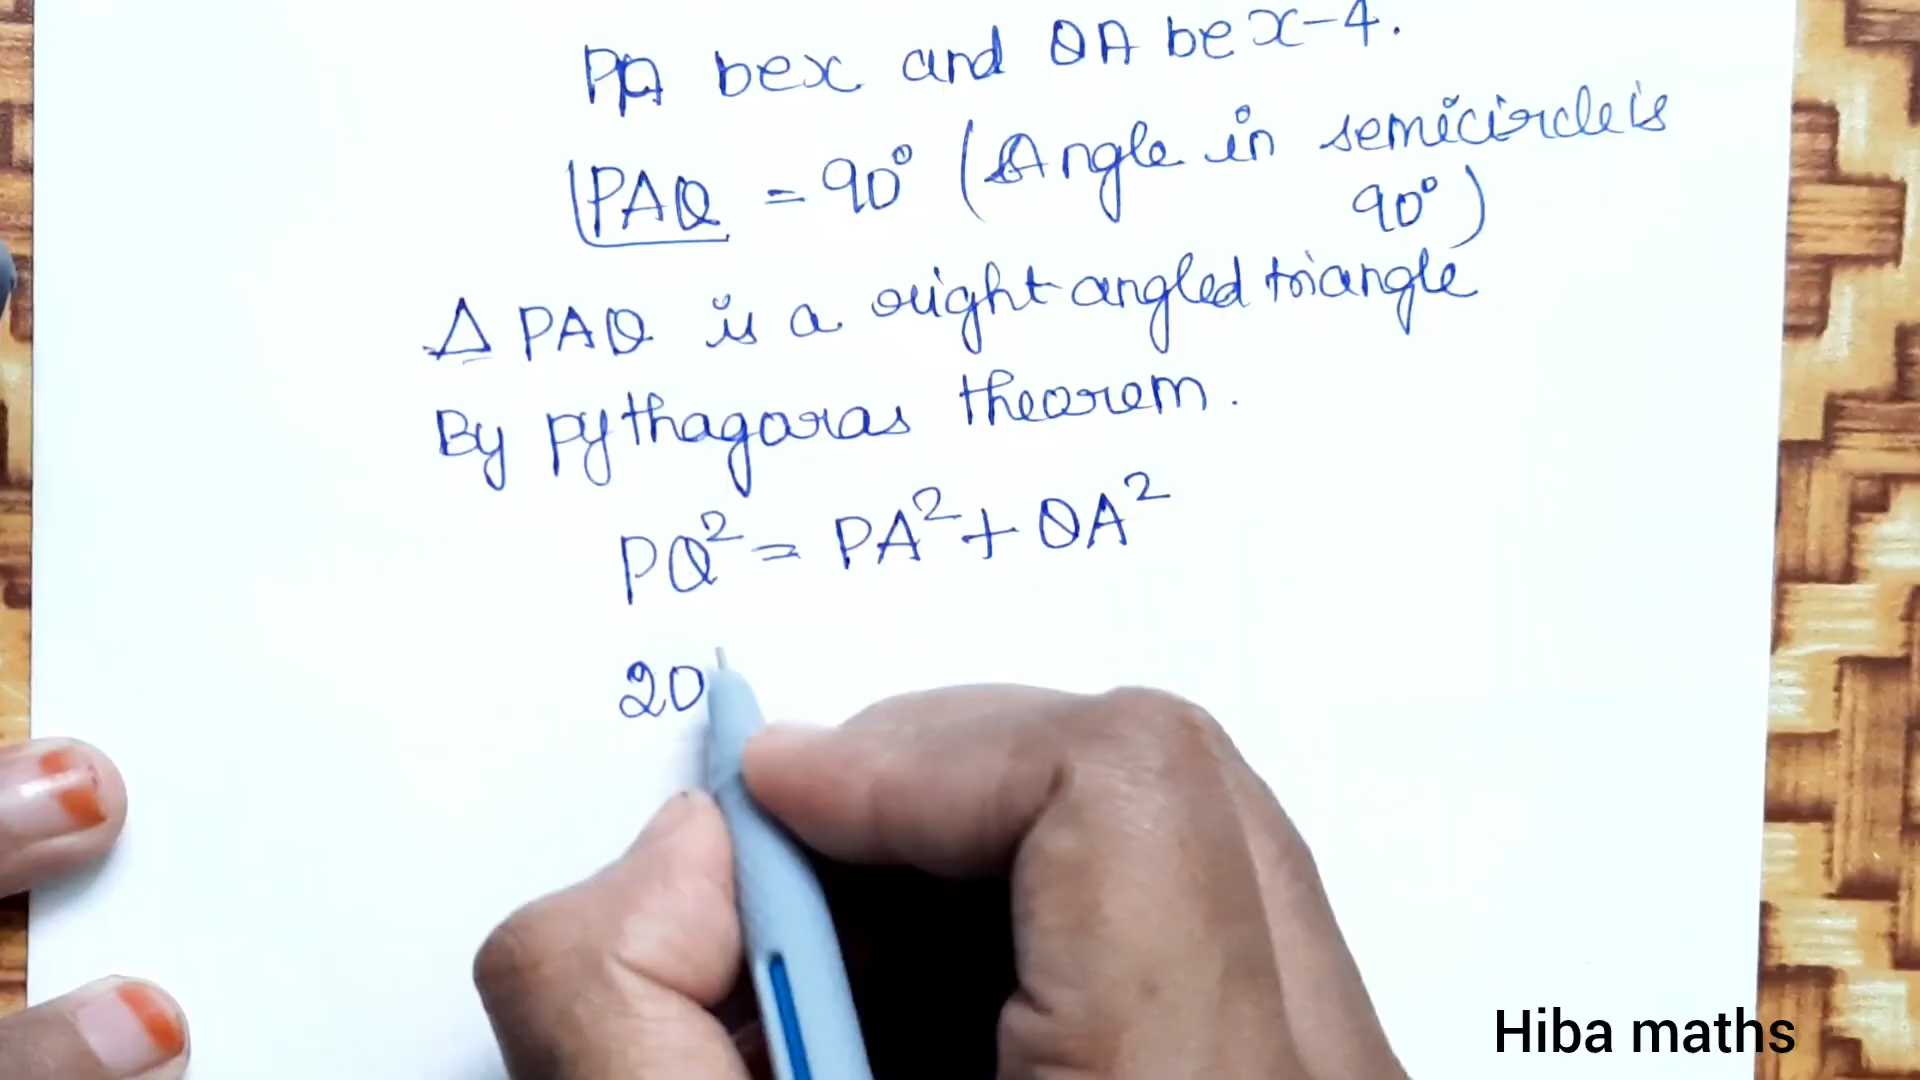 PA be x and QA be x-4.
∠PAQ = 90° (Angle in semicircle is
90°)
Δ PAQ is a right angled triangle
By pythagoras theorem.
PQ² = PA² + QA²
20
Hiba maths